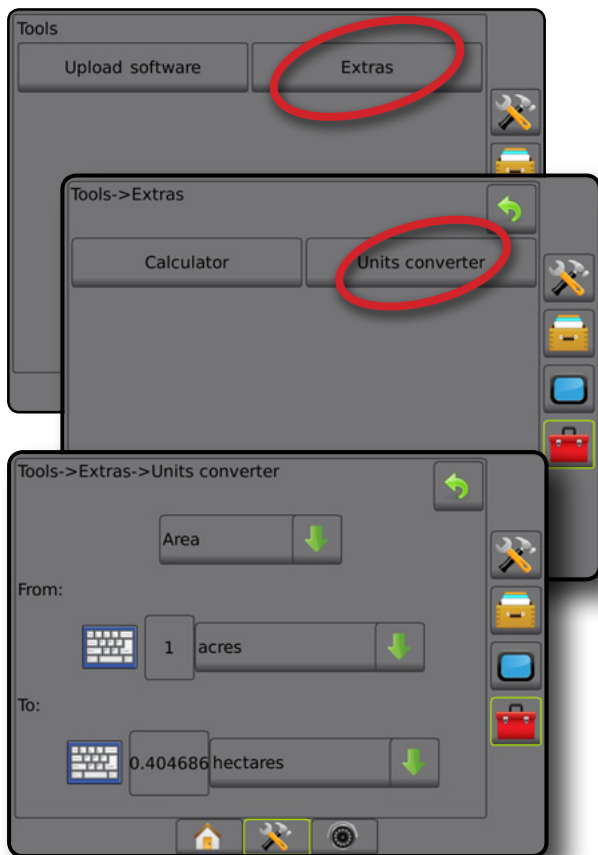 Tools
Upload software Extras
Tools->Extras
Calculator Units converter
Tools->Extras->Units converter
Area
From:
1 acres
To:
0.404686 hectares